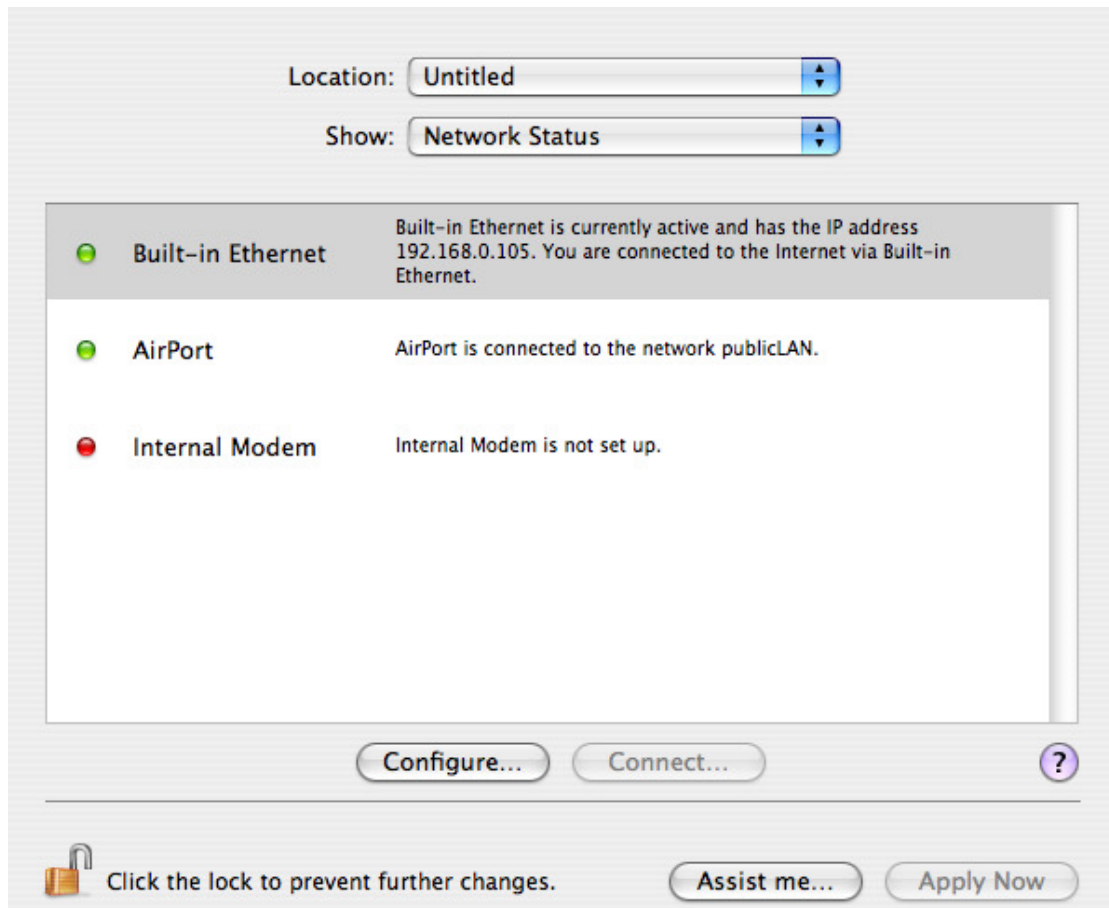 Location: Untitled
Show: Network Status
Built-in Ethernet
Built-in Ethernet is currently active and has the IP address
192.168.0.105. You are connected to the Internet via Built-in
Ethernet.
AirPort
AirPort is connected to the network publicLAN.
Internal Modem
Internal Modem is not set up.
Configure...
Connect...
?
Click the lock to prevent further changes.
Assist me...
Apply Now